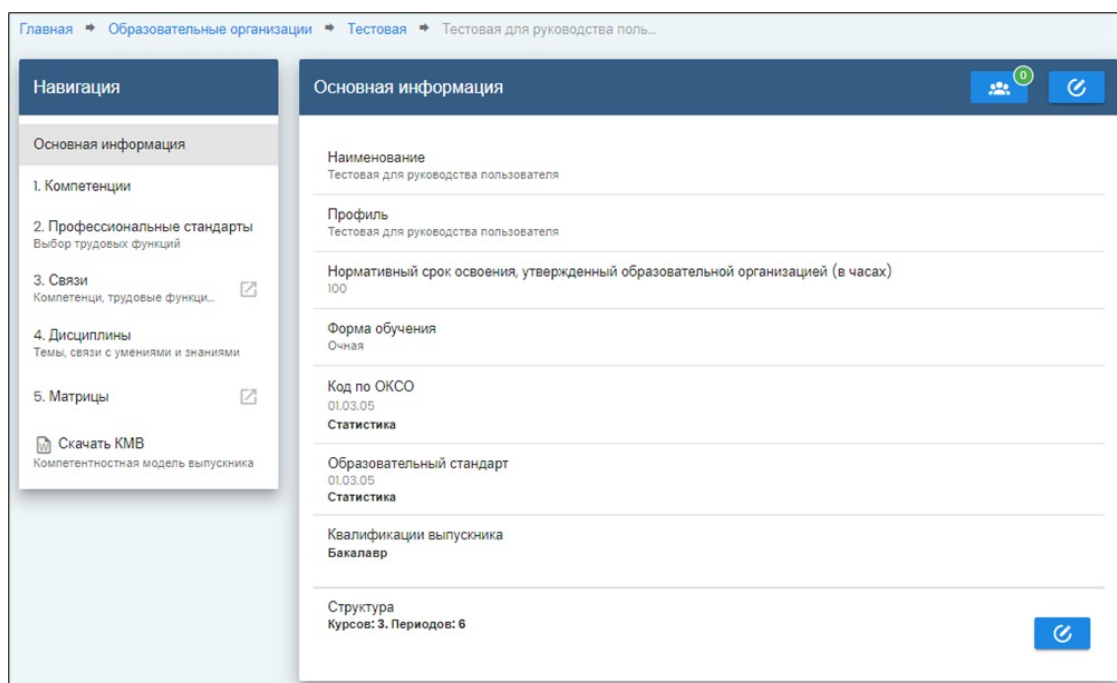 Главная Образовательные организации Тестовая Тестовая для руководства поль...
Навигация
Основная информация
1. Компетенции
2. Профессиональные стандарты
Выбор трудовых функций
3. Связи
Компетенци, трудовые функци...
4. Дисциплины
Темы, связи с умениями и знаниями
5. Матрицы
Скачать КМВ
Компетентностная модель выпускника
Основная информация
0
Наименование
Тестовая для руководства пользователя
Профиль
Тестовая для руководства пользователя
Нормативный срок освоения, утвержденный образовательной организацией (в часах)
100
Форма обучения
Очная
Код по ОКСО
01.03.05
Статистика
Образовательный стандарт
01.03.05
Статистика
Квалификации выпускника
Бакалавр
Структура
Курсов: 3. Периодов: 6